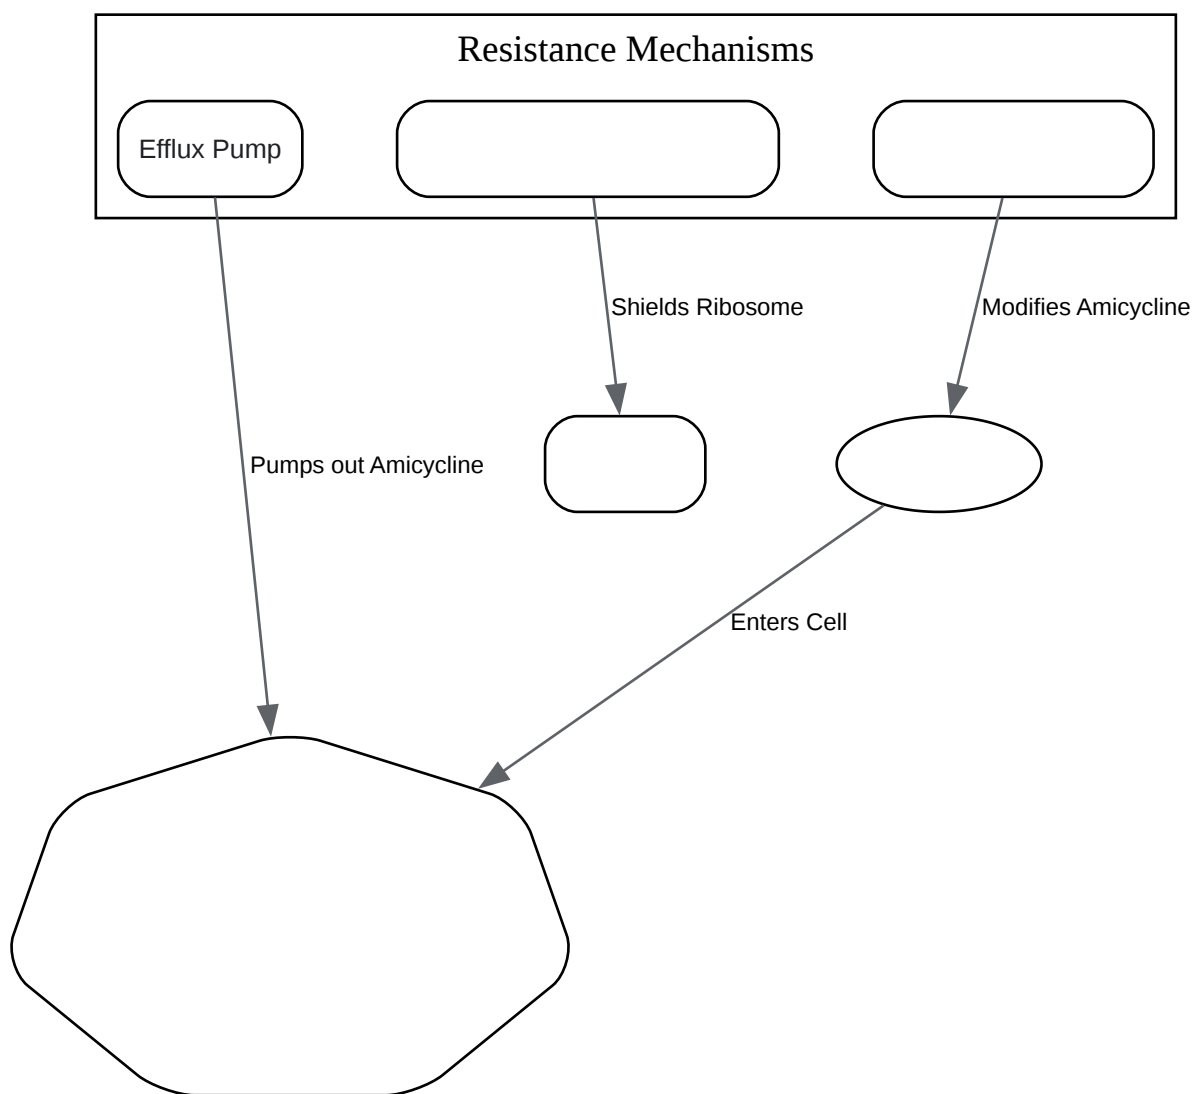 Resistance Mechanisms
Efflux Pump
Shields Ribosome
Modifies Amicycline
Pumps out Amicycline
Enters Cell